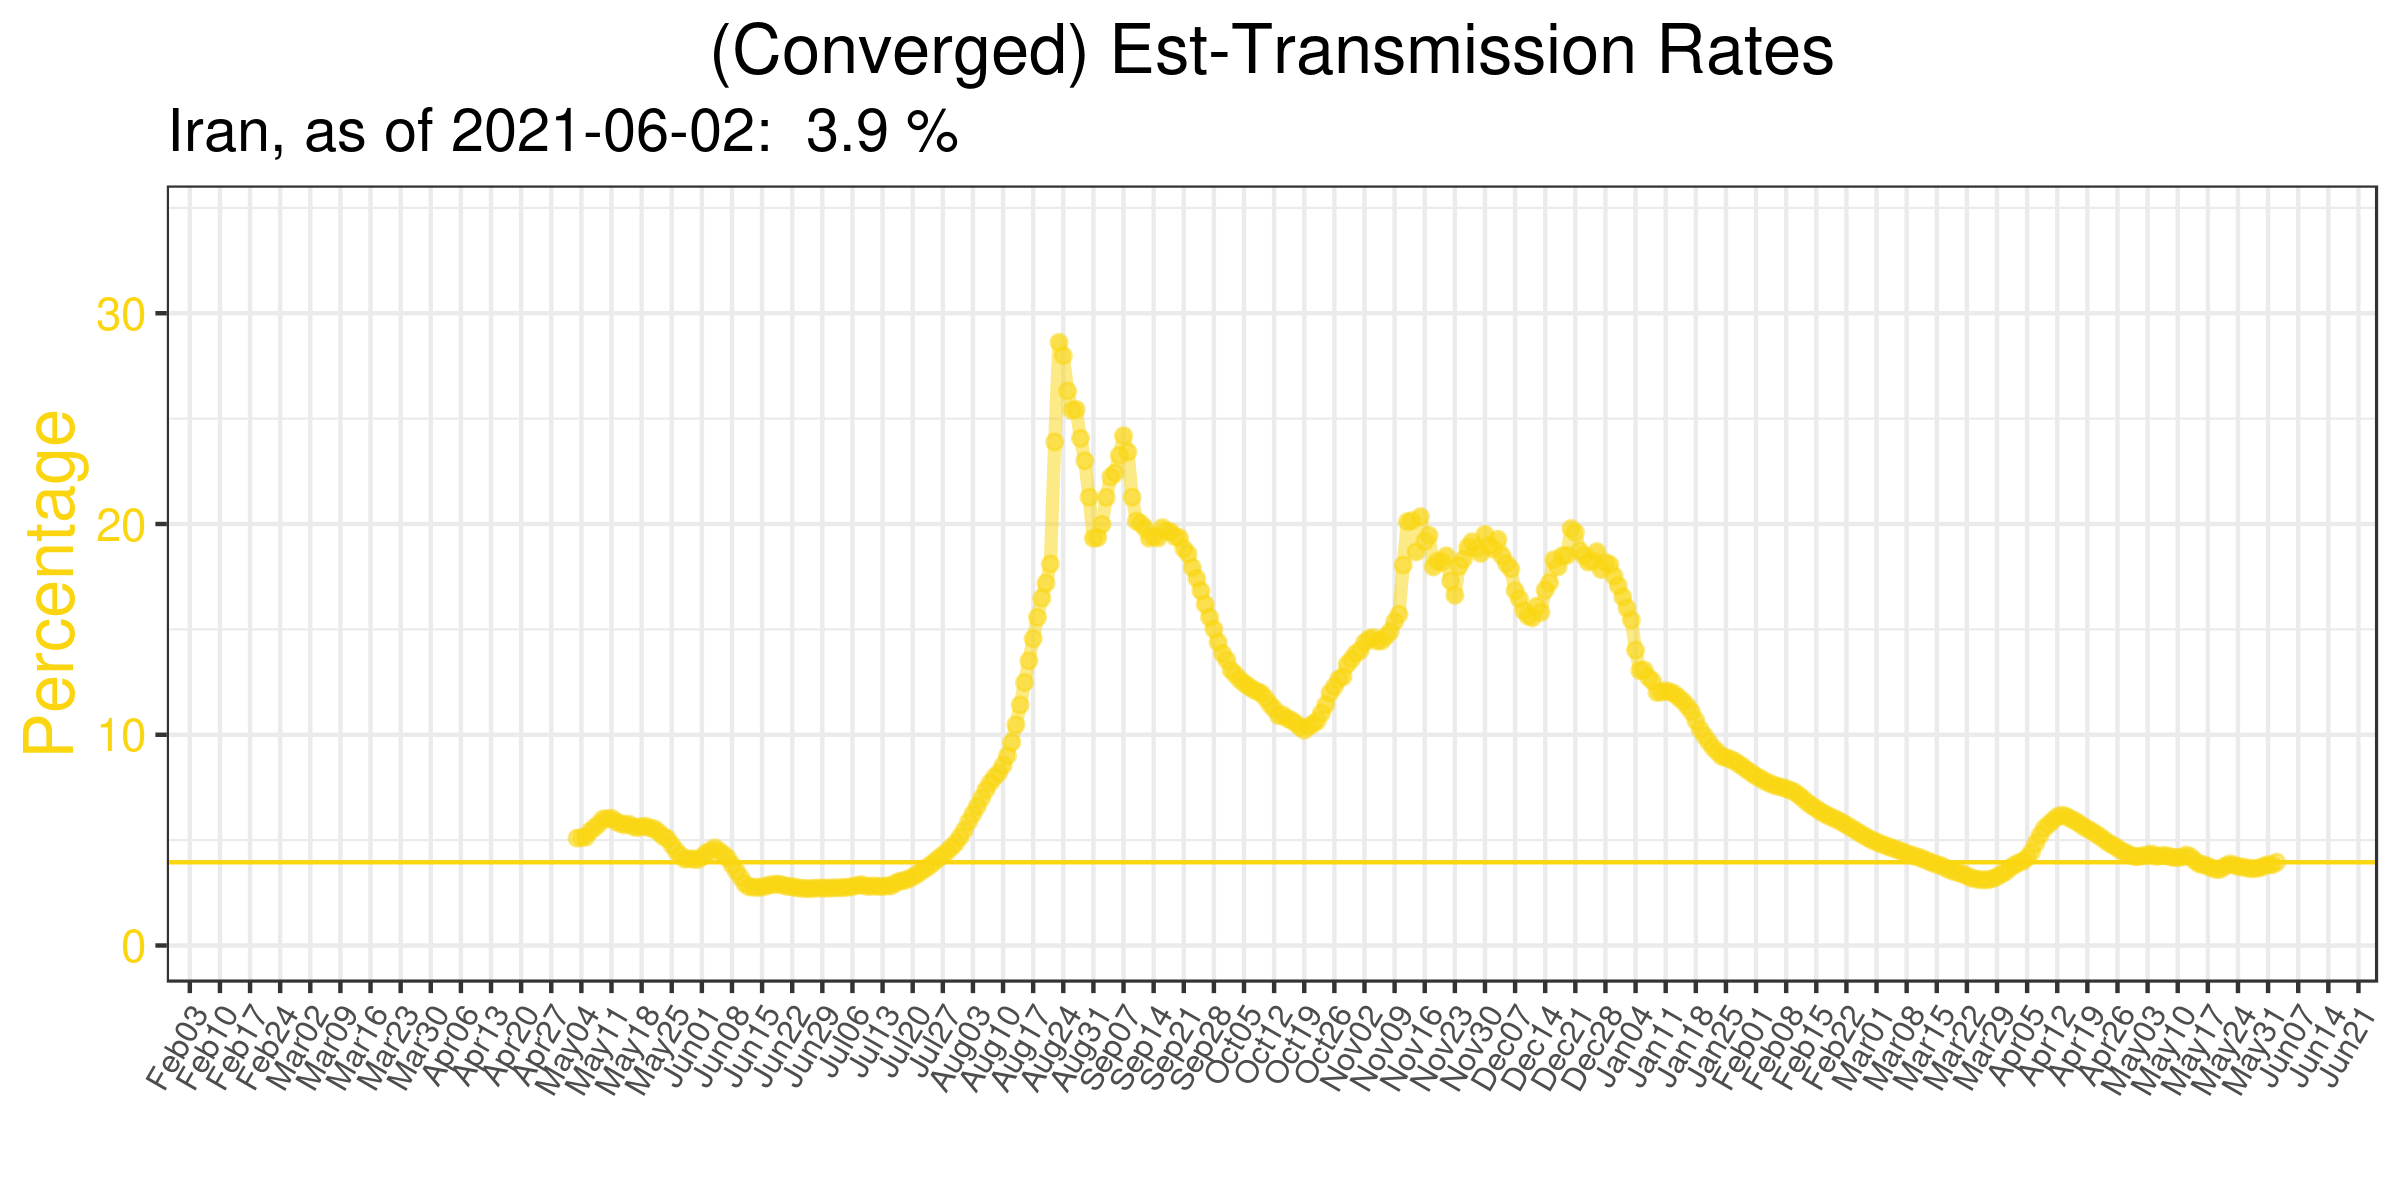 (Converged) Est-Transmission Rates
Iran, as of 2021-06-02:  3.9 %
Percentage
30
20
10
0
Feb03
Feb10
Feb17
Feb24
Mar02
Mar09
Mar16
Mar23
Mar30
Apr06
Apr13
Apr20
Apr27
May04
May11
May18
May25
Jun01
Jun08
Jun15
Jun22
Jun29
Jul06
Jul13
Jul20
Jul27
Aug03
Aug10
Aug17
Aug24
Aug31
Sep07
Sep14
Sep21
Sep28
Oct05
Oct12
Oct19
Oct26
Nov02
Nov09
Nov16
Nov23
Nov30
Dec07
Dec14
Dec21
Dec28
Jan04
Jan11
Jan18
Jan25
Feb01
Feb08
Feb15
Feb22
Mar01
Mar08
Mar15
Mar22
Mar29
Apr05
Apr12
Apr19
Apr26
May03
May10
May17
May24
May31
Jun07
Jun14
Jun21